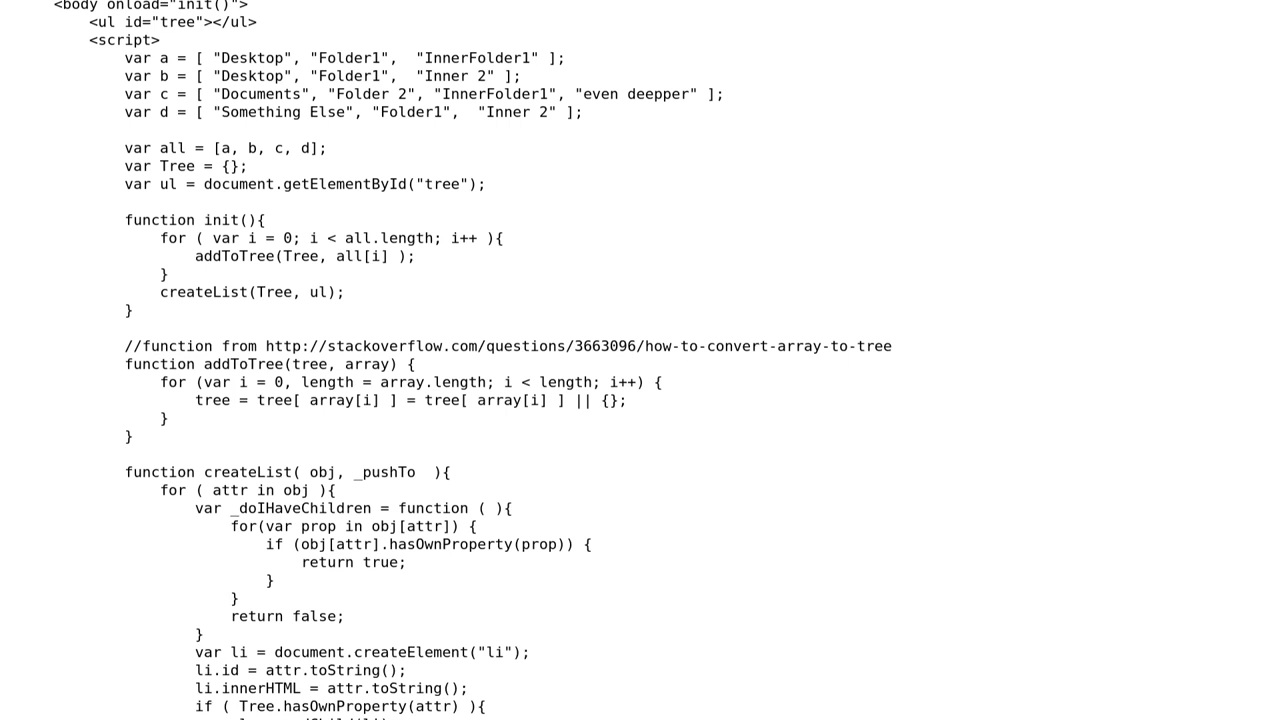 <body onload="init()">
    <ul id="tree"></ul>
    <script>
        var a = [ "Desktop", "Folder1",  "InnerFolder1" ];
        var b = [ "Desktop", "Folder1",  "Inner 2" ];
        var c = [ "Documents", "Folder 2", "InnerFolder1", "even deepper" ];
        var d = [ "Something Else", "Folder1",  "Inner 2" ];

        var all = [a, b, c, d];
        var Tree = {};
        var ul = document.getElementById("tree");

        function init(){
            for ( var i = 0; i < all.length; i++ ){
                addToTree(Tree, all[i] );
            }
            createList(Tree, ul);
        }

        //function from http://stackoverflow.com/questions/3663096/how-to-convert-array-to-tree
        function addToTree(tree, array) {
            for (var i = 0, length = array.length; i < length; i++) {
                tree = tree[ array[i] ] = tree[ array[i] ] || {};
            }
        }

        function createList( obj, _pushTo  ){
            for ( attr in obj ){
                var _doIHaveChildren = function ( ){
                    for(var prop in obj[attr]) {
                        if (obj[attr].hasOwnProperty(prop)) {
                            return true;
                        }
                    }
                    return false;
                }
                var li = document.createElement("li");
                li.id = attr.toString();
                li.innerHTML = attr.toString();
                if ( Tree.hasOwnProperty(attr) ){